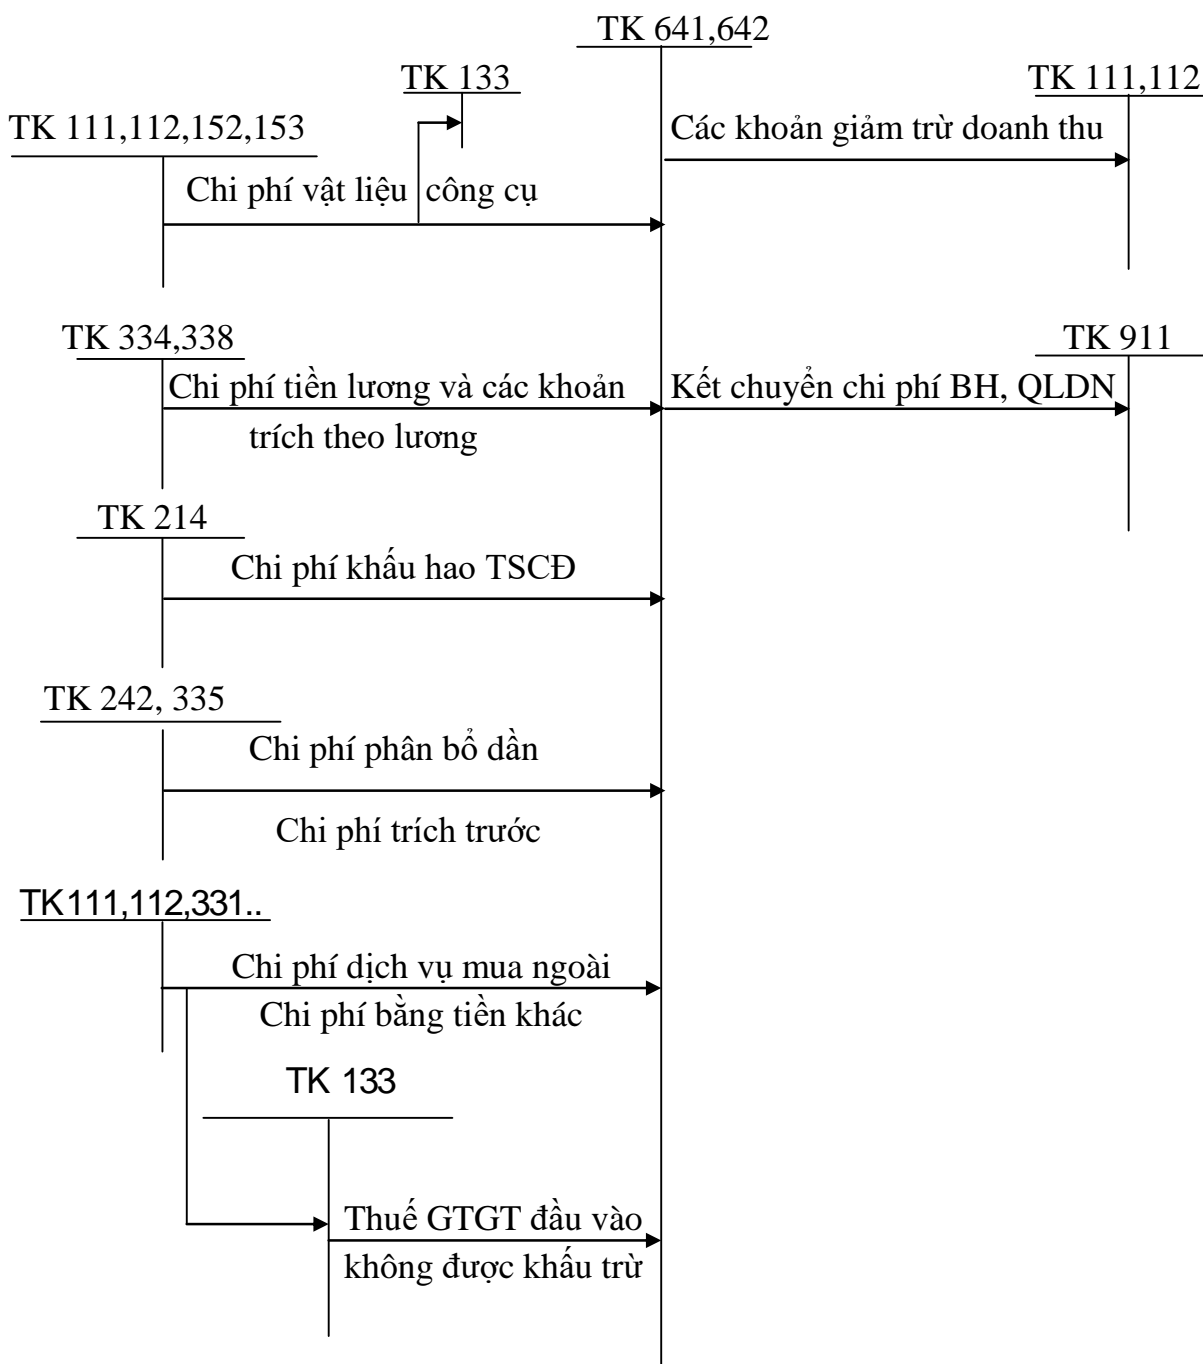 TK 641,642
TK 133
TK 111,112
TK 111,112,152,153
Các khoản giảm trừ doanh thu
Chi phí vật liệu công cụ
TK 334,338
TK 911
Chi phí tiền lương và các khoản
trích theo lương
Kết chuyển chi phí BH, QLDN
TK 214
Chi phí khấu hao TSCĐ
TK 242, 335
Chi phí phân bổ dần
Chi phí trích trước
TK111,112,331..
Chi phí dịch vụ mua ngoài
Chi phí bằng tiền khác
TK 133
Thuế GTGT đầu vào
không được khấu trừ